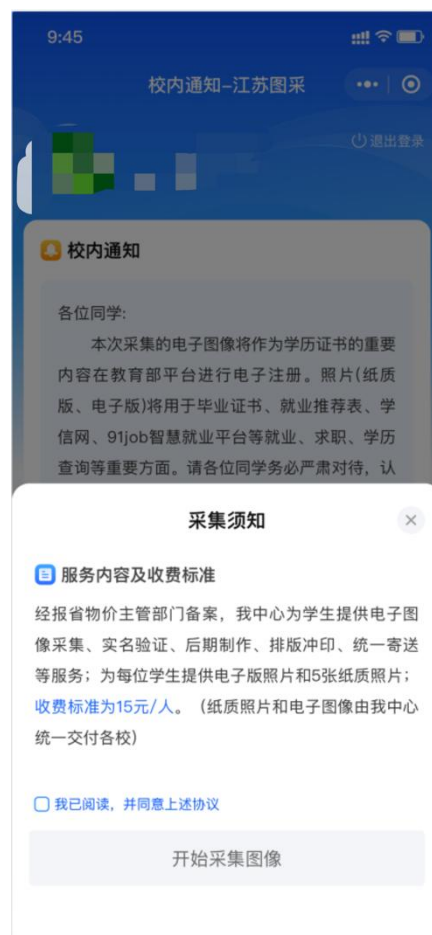 9:45
校内通知-江苏图采
退出登录
校内通知
各位同学:
本次采集的电子图像将作为学历证书的重要
内容在教育部平台进行电子注册。照片(纸质
版、电子版)将用于毕业证书、就业推荐表、学
信网、91job智慧就业平台等就业、求职、学历
查询等重要方面。请各位同学务必严肃对待，认
采集须知
服务内容及收费标准
经报省物价主管部门备案，我中心为学生提供电子图
像采集、实名验证、后期制作、排版冲印、统一寄送
等服务；为每位学生提供电子版照片和5张纸质照片；
收费标准为15元/人。（纸质照片和电子图像由我中心
统一交付各校）
我已阅读，并同意上述协议
开始采集图像